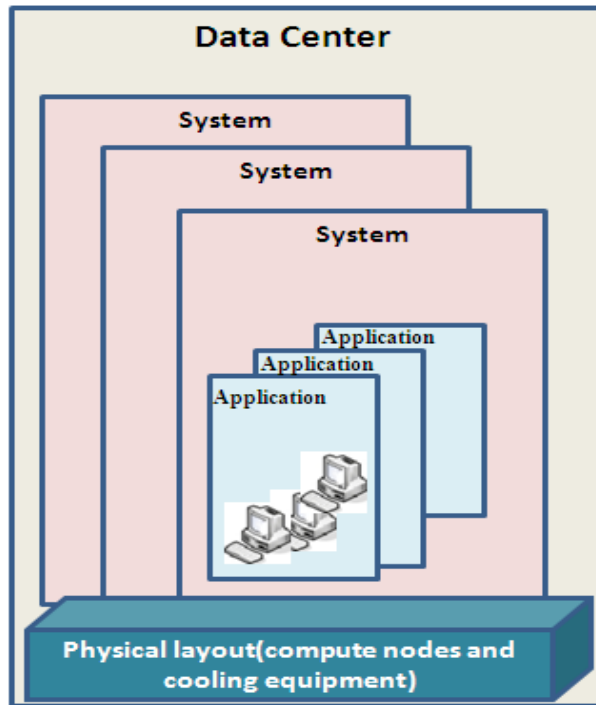 Data Center
System
System
System
Application
Application
Application
Physical layout(compute nodes and
cooling equipment)